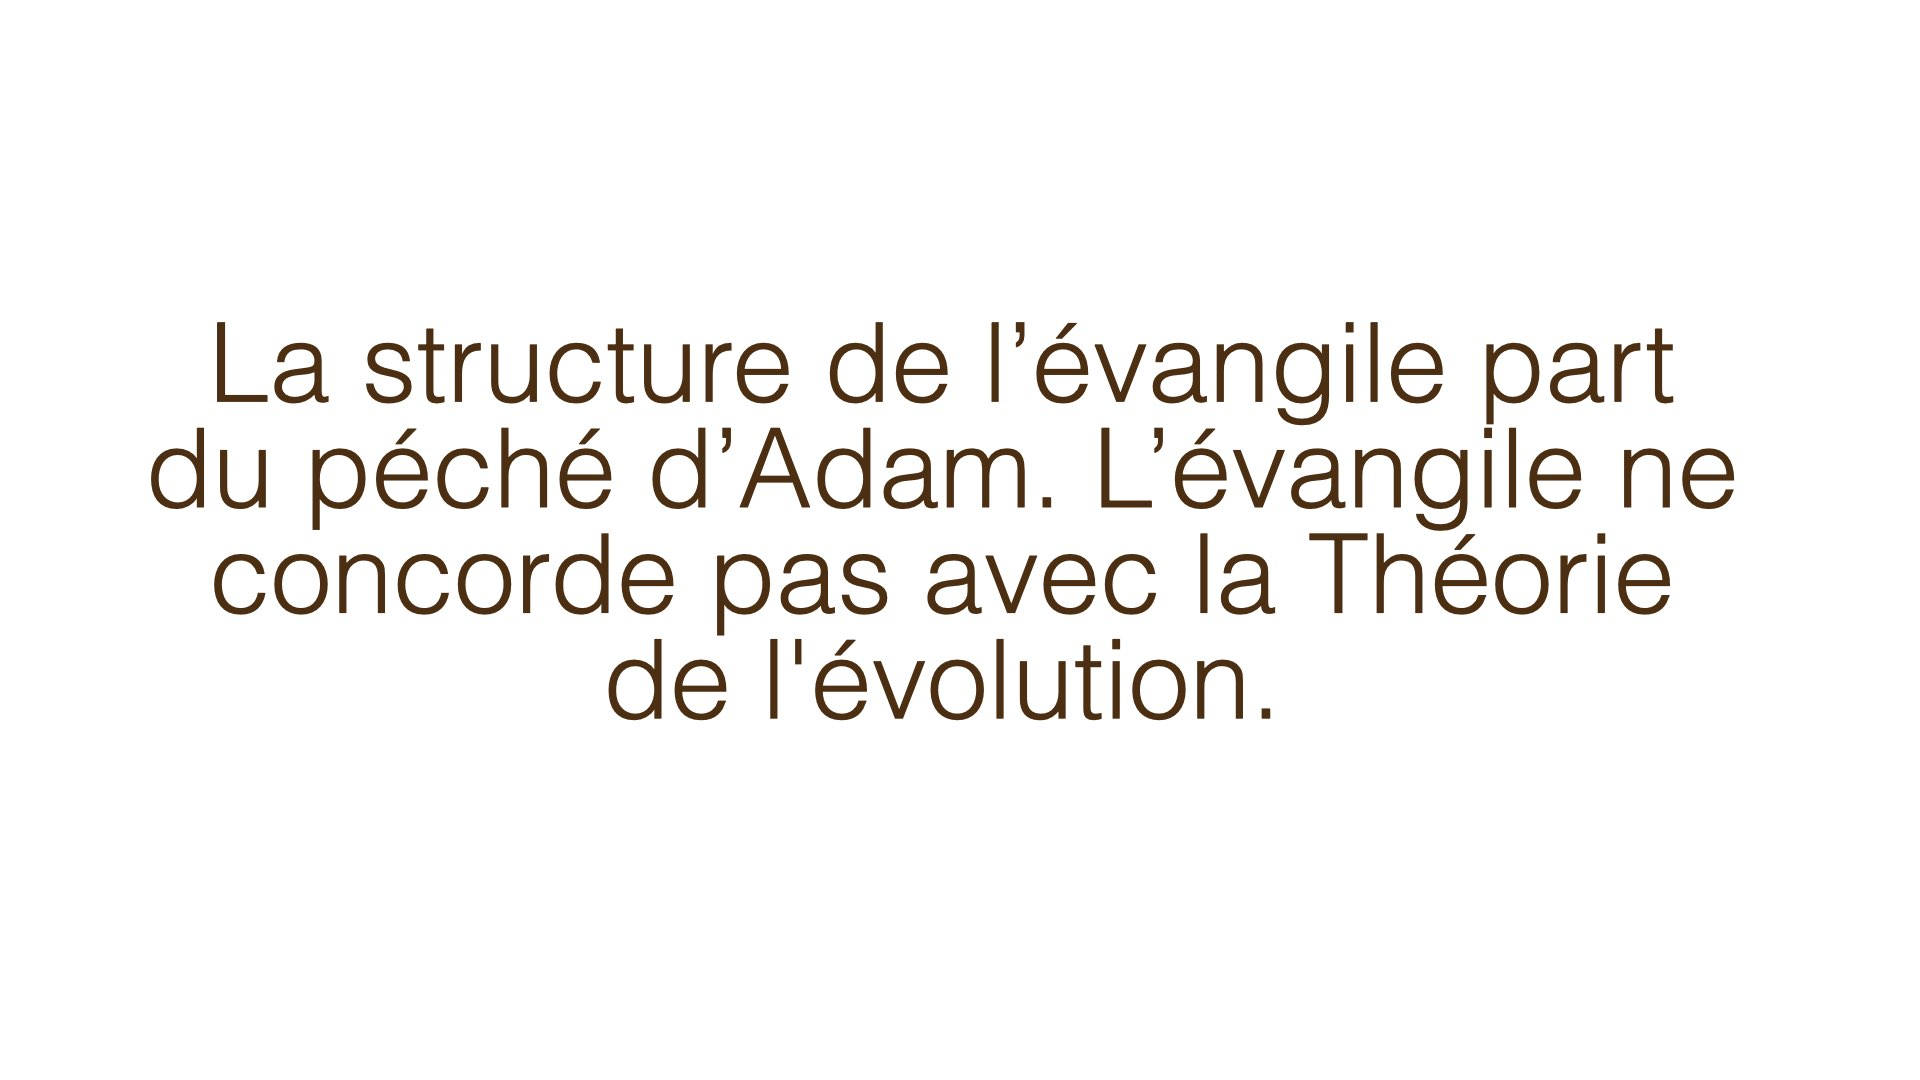 La structure de l’évangile part
du péché d’Adam. L’évangile ne
concorde pas avec la Théorie
de l'évolution.